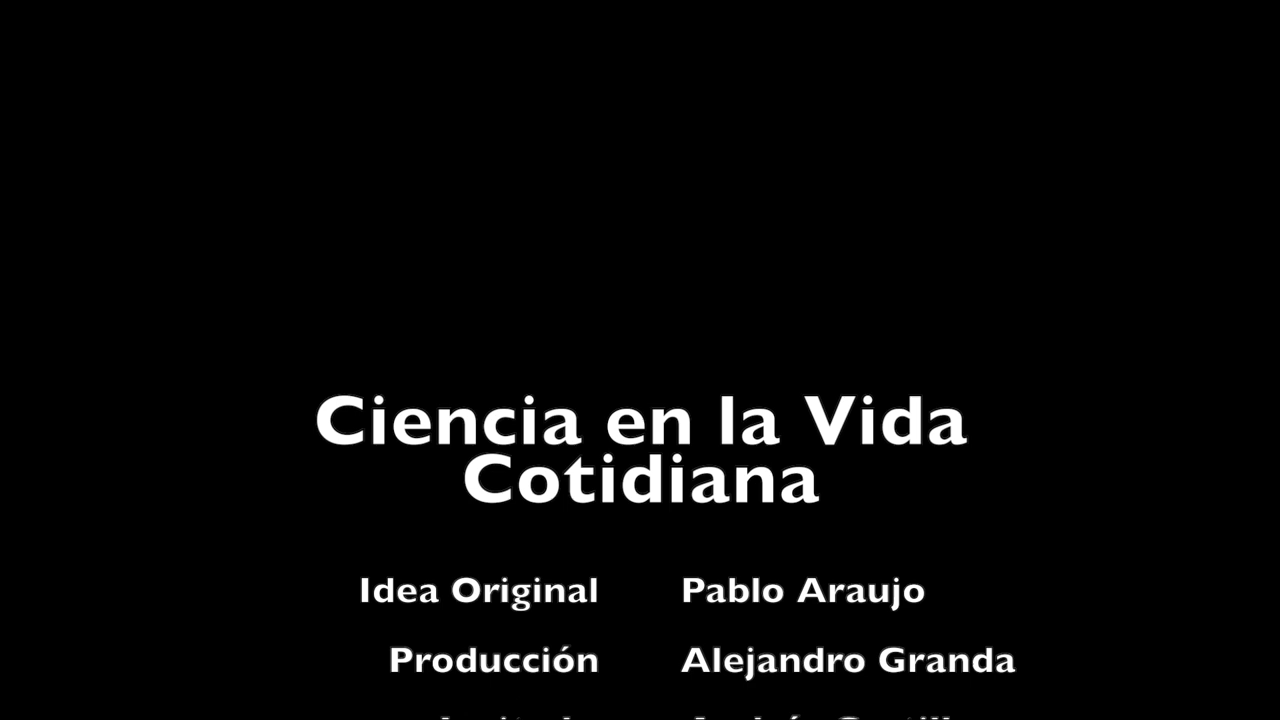 Ciencia en la Vida
Cotidiana
Idea Original Pablo Araujo
Producción Alejandro Granda